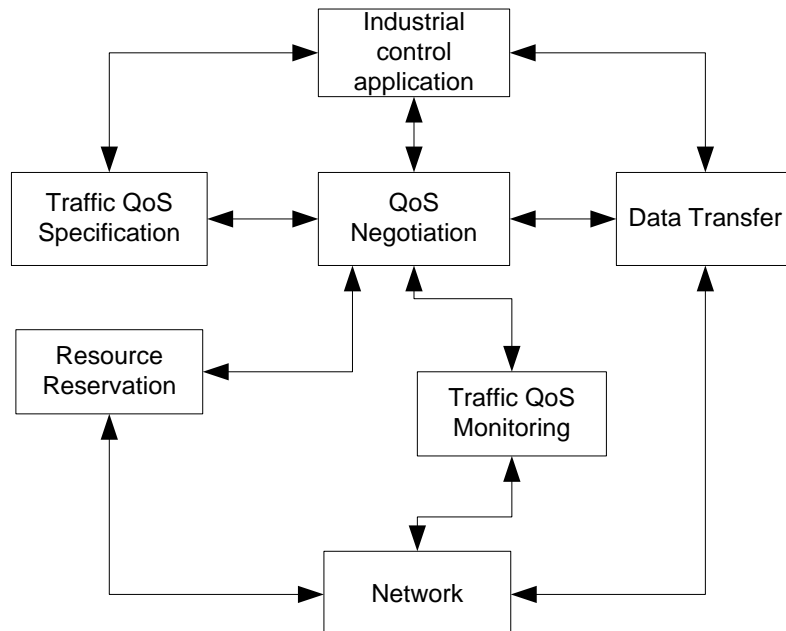 Industrial
control
application
Traffic QoS
Specification
QoS
Negotiation
Data Transfer
Resource
Reservation
Traffic QoS
Monitoring
Network